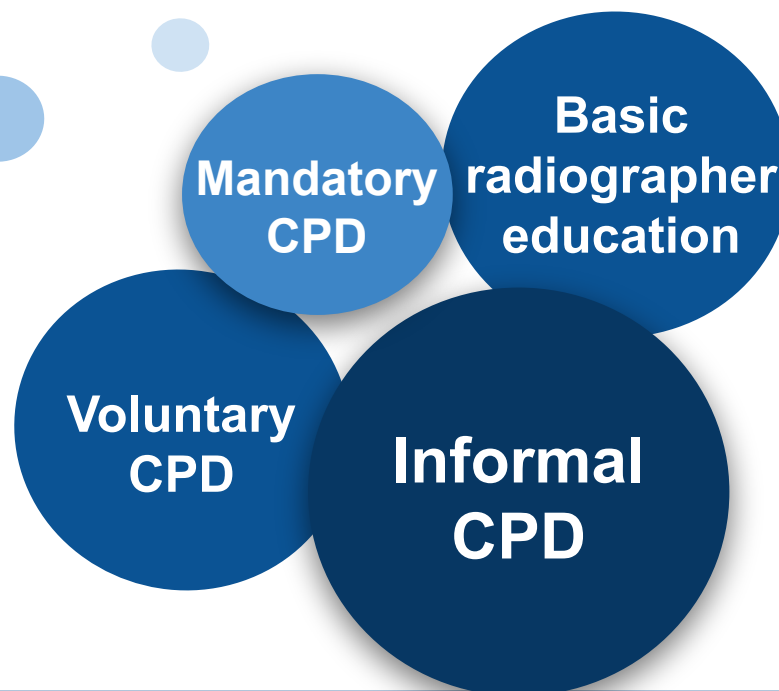 Basic
radiographer
education
Mandatory
CPD
Voluntary
CPD
Informal
CPD